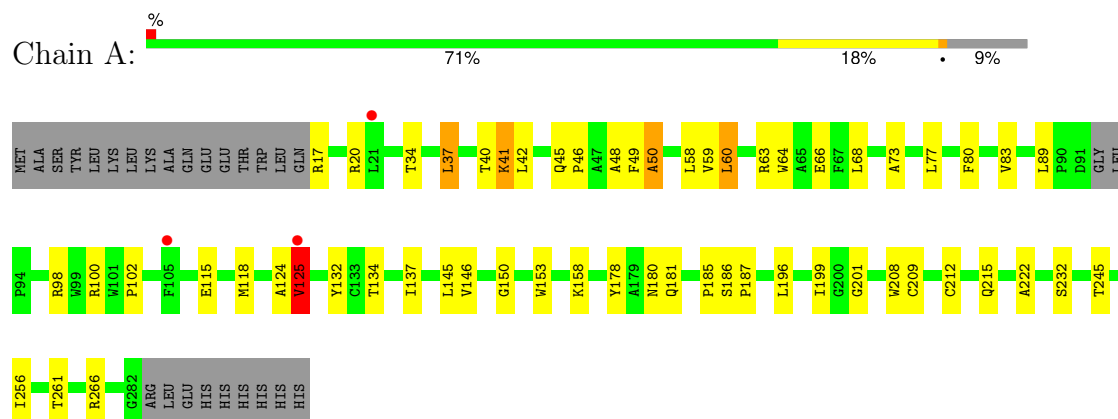 %
Chain A:
71% 18% • 9%
MET ALA SER TYR LEU LYS LEU LYS ALA GLN GLU GLU THR TRP LEU GLN R17 R20 L21 T34 L37 T40 K41 L42 Q45 P46 A47 A48 F49 A50 L58 V59 L60 R63 W64 A65 E66 F67 L68 A73 L77 F80 V83 L89 P90 D91 GLY LEU
P94 R98 W99 R100 W101 P102 F105 E115 M118 A124 V125 Y132 C133 T134 I137 L145 V146 G150 W153 K158 Y178 A179 N180 Q181 P185 S186 P187 L196 I199 G200 G201 W208 C209 C212 Q215 A222 S232 T245
I256 T261 R266 G282 ARG LEU GLU HIS HIS HIS HIS HIS HIS